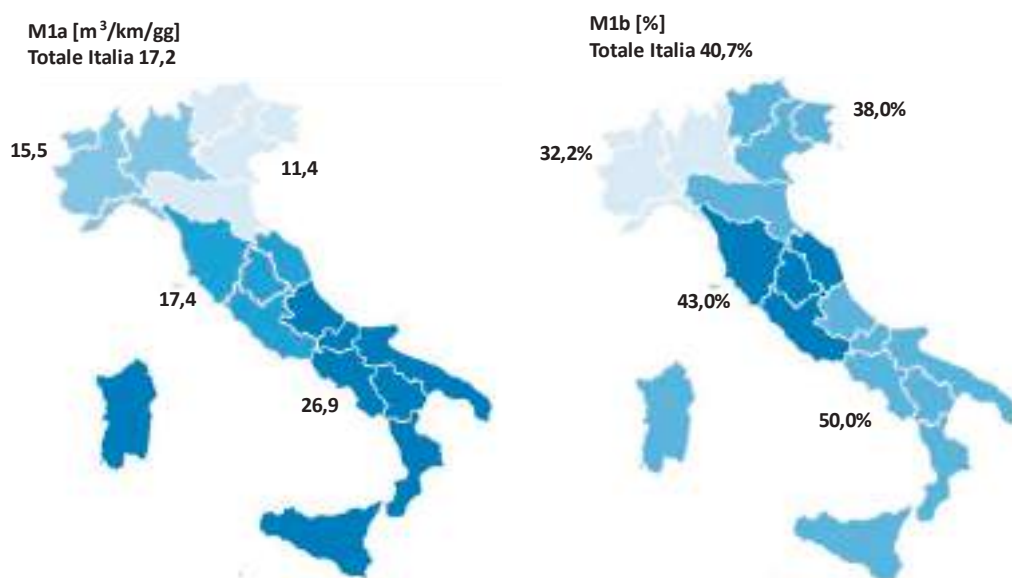 M1a [m³/km/gg]
Totale Italia 17,2
15,5
11,4
17,4
26,9
M1b [%]
Totale Italia 40,7%
38,0%
32,2%
43,0%
50,0%